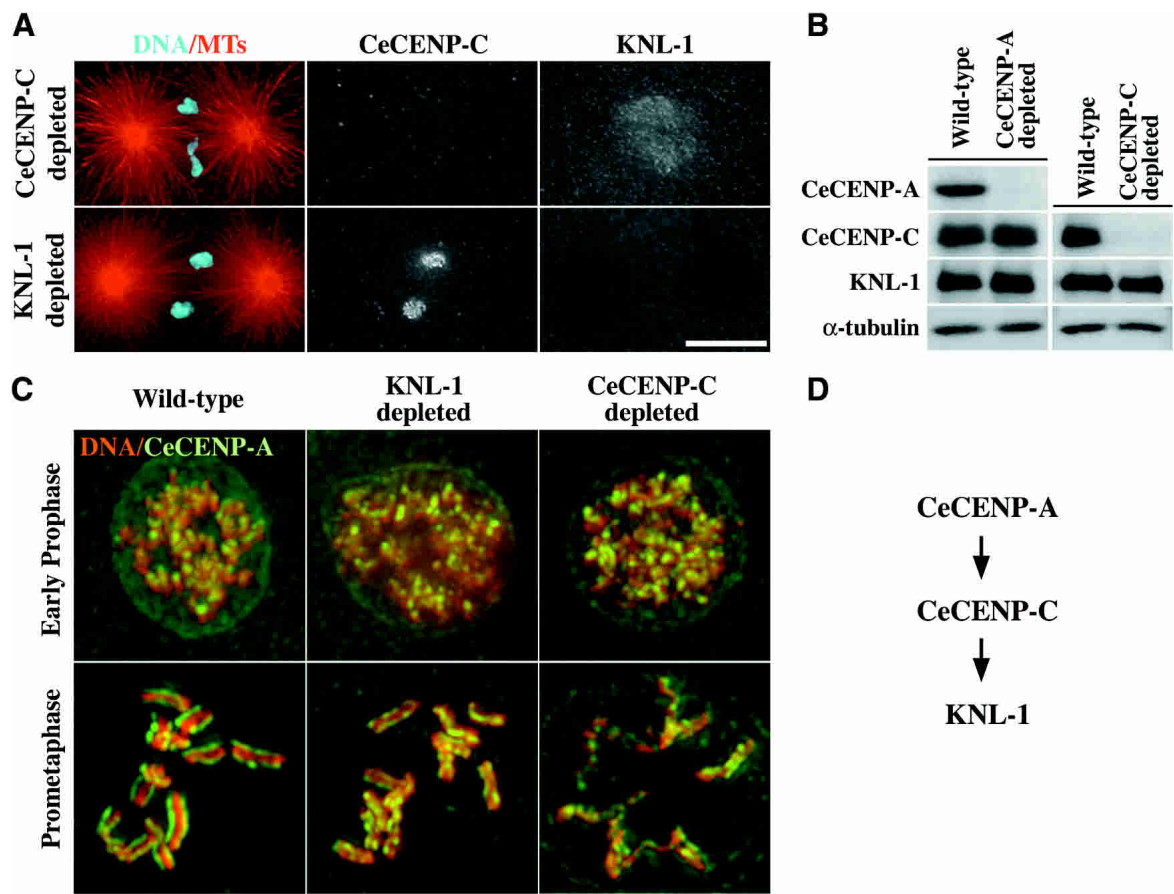 A
DNA/MTs
CeCENP-C
KNL-1
CeCENP-C
depleted
KNL-1
depleted
B
Wild-type
CeCENP-A
depleted
Wild-type
CeCENP-C
depleted
CeCENP-A
CeCENP-C
KNL-1
α-tubulin
C
Wild-type
KNL-1
depleted
CeCENP-C
depleted
DNA/CeCENP-A
Early Prophase
Prometaphase
D
CeCENP-A
CeCENP-C
KNL-1